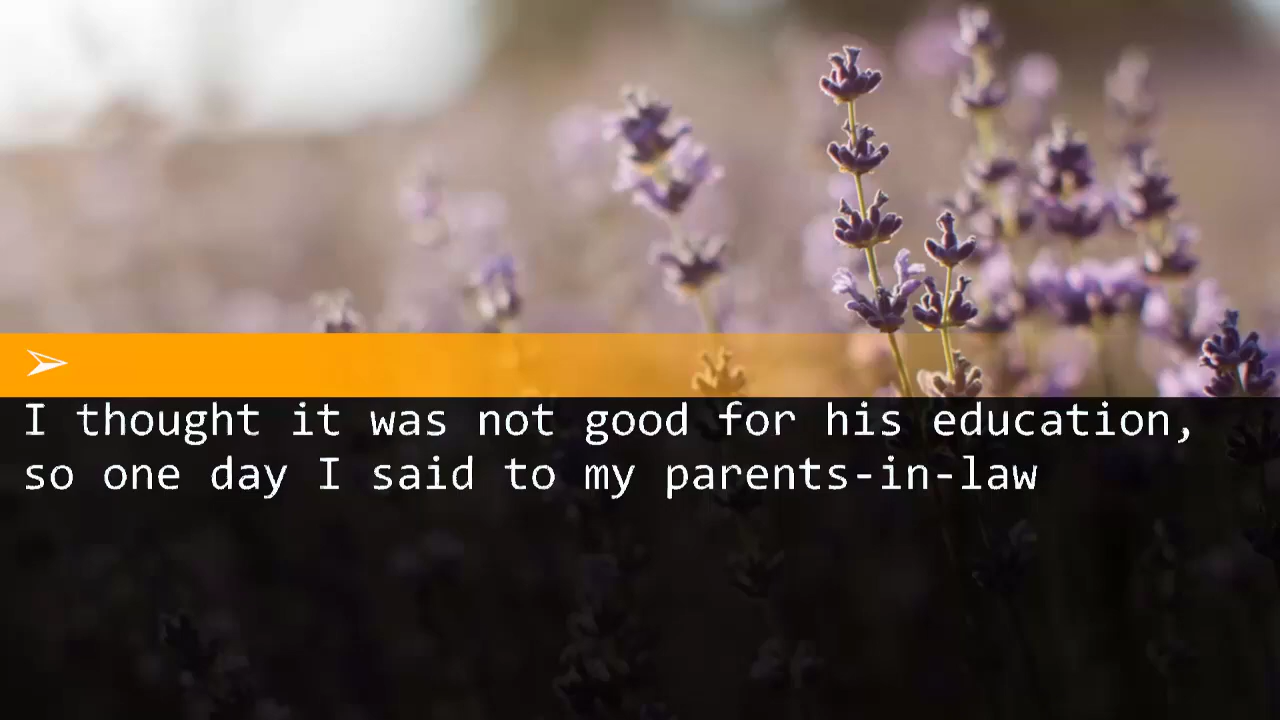 I thought it was not good for his education,
so one day I said to my parents-in-law